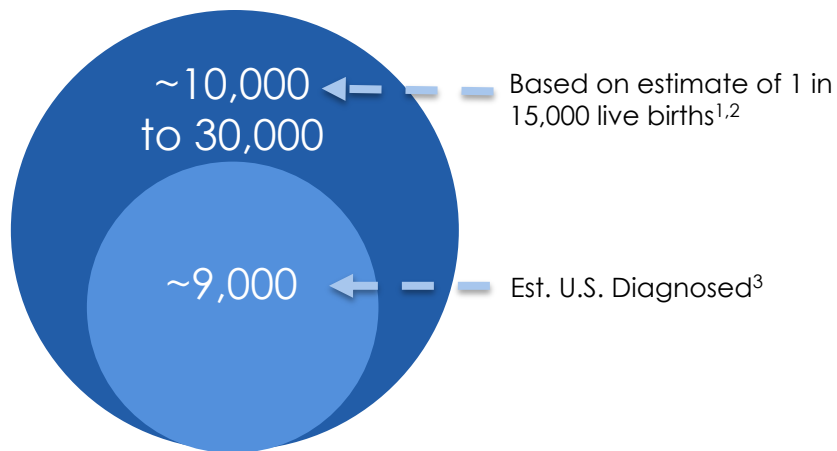 ~10,000
to 30,000
Based on estimate of 1 in
15,000 live births1,2
~9,000
Est. U.S. Diagnosed3